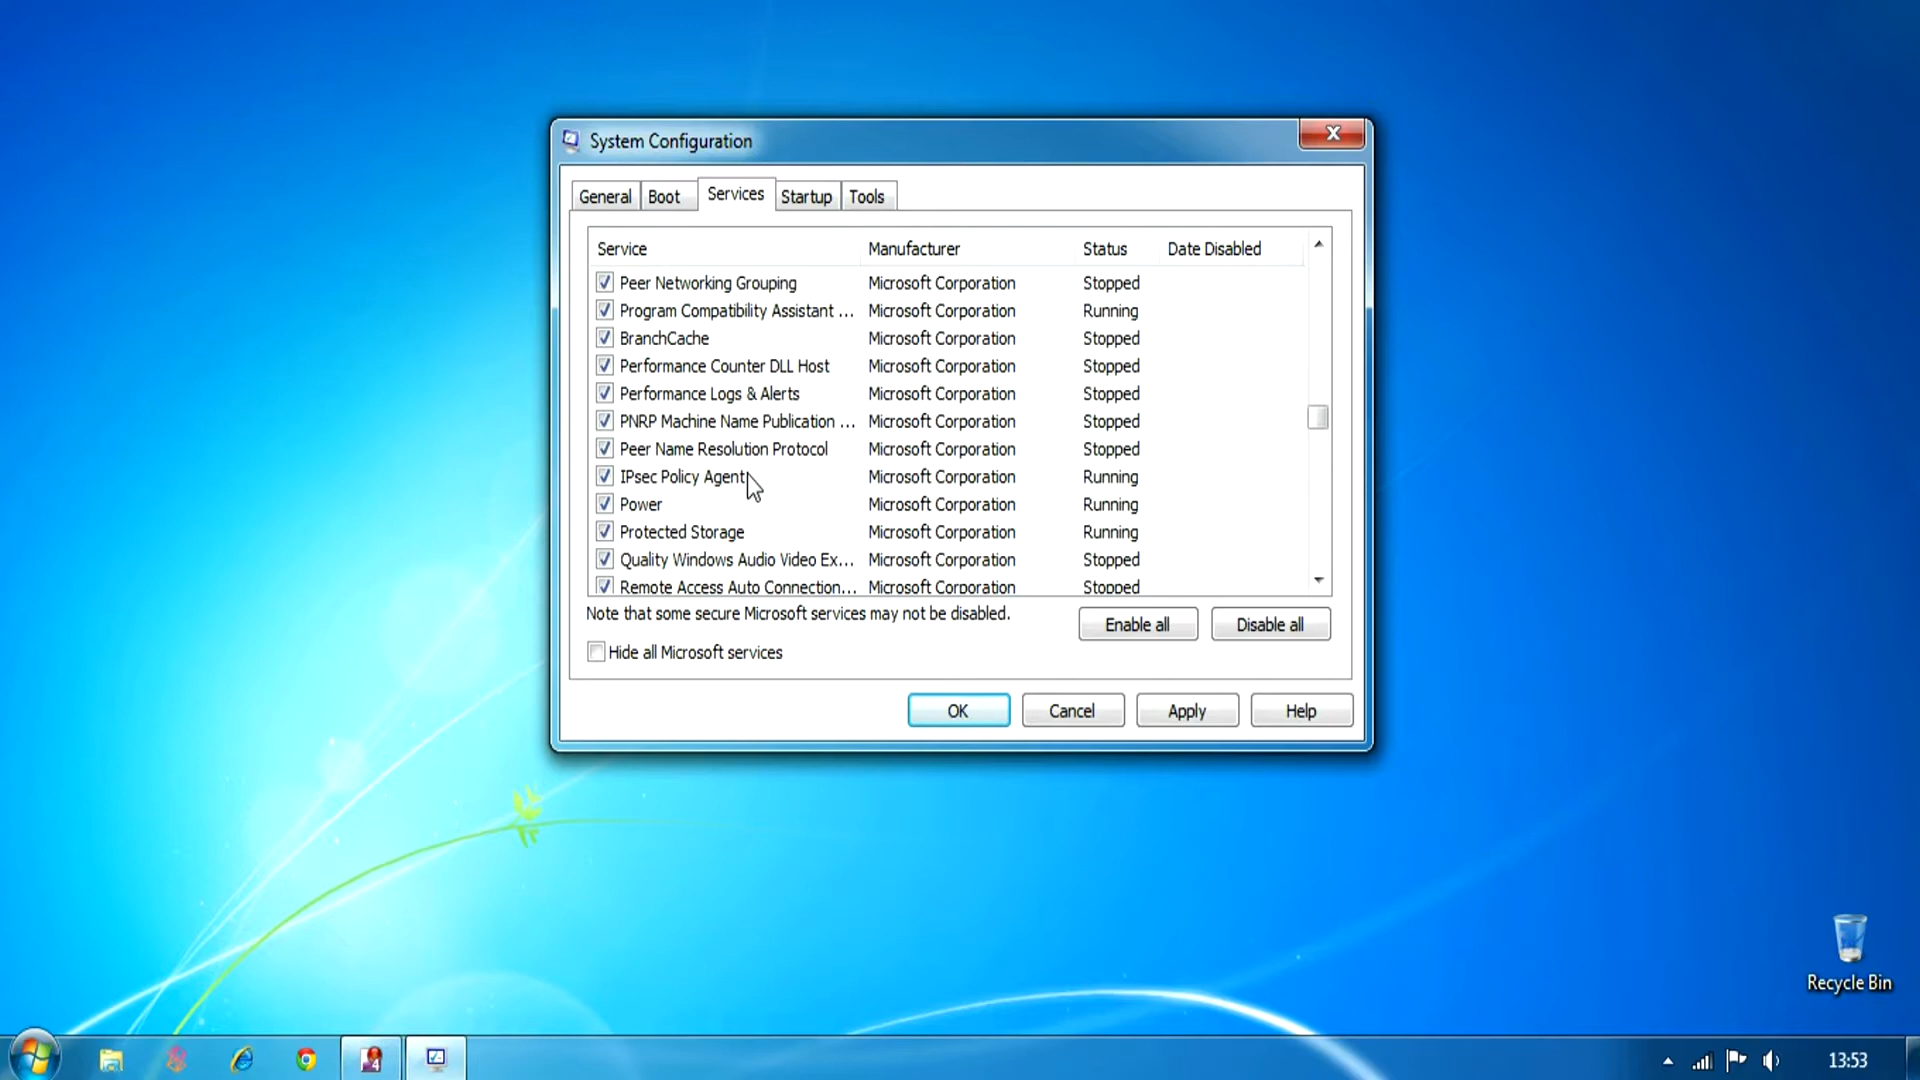 System Configuration
X
General Boot Services Startup Tools
Service Manufacturer Status Date Disabled
Peer Networking Grouping Microsoft Corporation Stopped
Program Compatibility Assistant ... Microsoft Corporation Running
BranchCache Microsoft Corporation Stopped
Performance Counter DLL Host Microsoft Corporation Stopped
Performance Logs & Alerts Microsoft Corporation Stopped
PNRP Machine Name Publication ... Microsoft Corporation Stopped
Peer Name Resolution Protocol Microsoft Corporation Stopped
IPsec Policy Agent Microsoft Corporation Running
Power Microsoft Corporation Running
Protected Storage Microsoft Corporation Running
Quality Windows Audio Video Ex... Microsoft Corporation Stopped
Remote Access Auto Connection... Microsoft Corporation Stopped
Note that some secure Microsoft services may not be disabled.
Enable all Disable all
Hide all Microsoft services
OK Cancel Apply Help
Recycle Bin
4
13:53